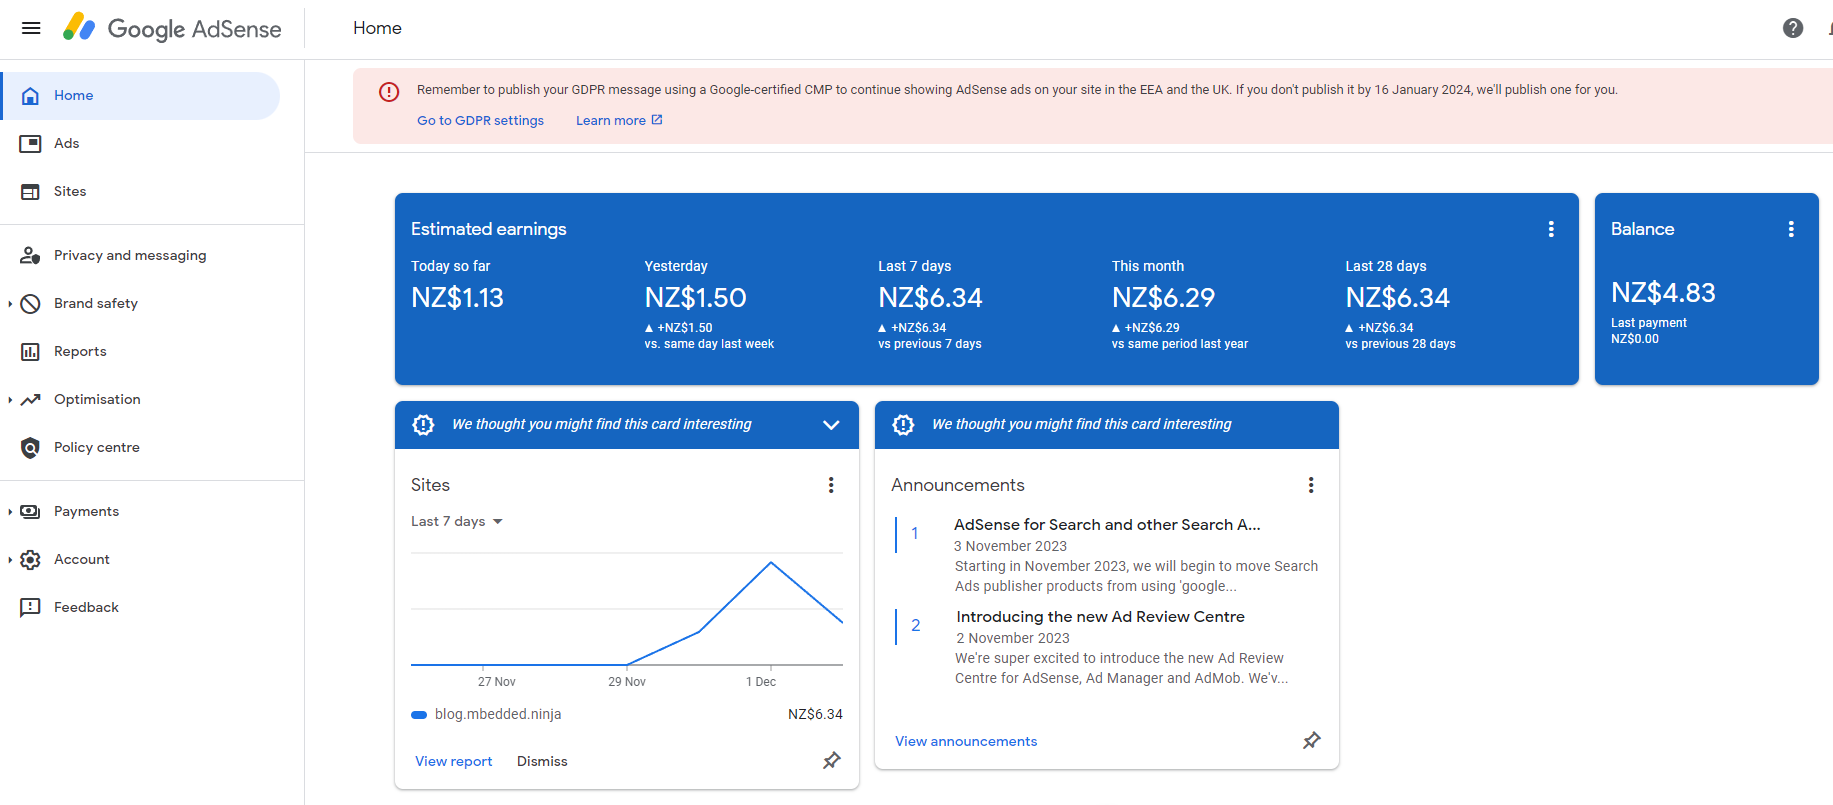 Google AdSense
Home
Home
Ads
Sites
Privacy and messaging
Brand safety
Reports
Optimisation
Policy centre
Payments
Account
Feedback
Remember to publish your GDPR message using a Google-certified CMP to continue showing AdSense ads on your site in the EEA and the UK. If you don't publish it by 16 January 2024, we'll publish one for you.
Go to GDPR settings Learn more
Estimated earnings
Today so far
NZ$1.13
Yesterday
NZ$1.50
▲ +NZ$1.50
vs. same day last week
Last 7 days
NZ$6.34
▲ +NZ$6.34
vs previous 7 days
This month
NZ$6.29
▲ +NZ$6.29
vs same period last year
Last 28 days
NZ$6.34
▲ +NZ$6.34
vs previous 28 days
Balance
NZ$4.83
Last payment
NZ$0.00
We thought you might find this card interesting
Sites
Last 7 days
27 Nov 29 Nov 1 Dec
blog.mbedded.ninja NZ$6.34
View report Dismiss
We thought you might find this card interesting
Announcements
1 AdSense for Search and other Search A...
3 November 2023
Starting in November 2023, we will begin to move Search
Ads publisher products from using 'google...
2 Introducing the new Ad Review Centre
2 November 2023
We're super excited to introduce the new Ad Review
Centre for AdSense, Ad Manager and AdMob. We'v...
View announcements